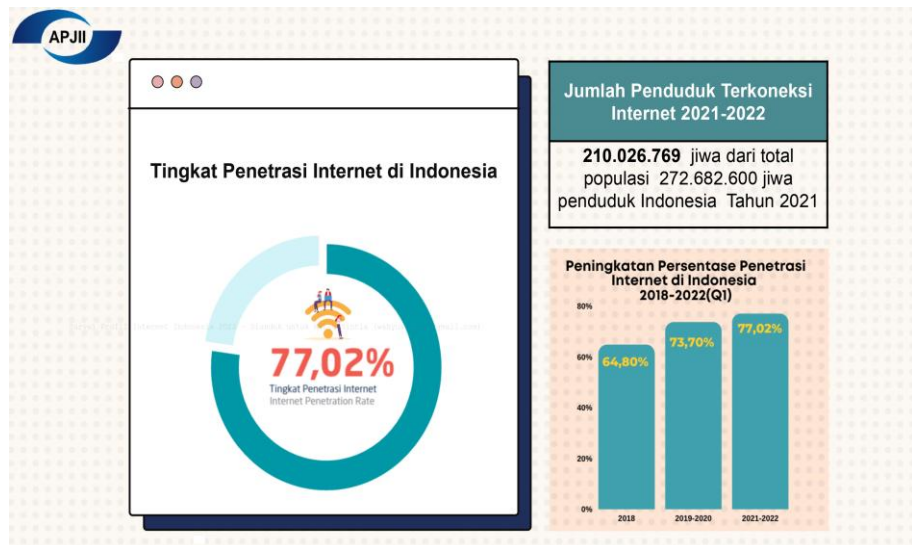 APJII
Tingkat Penetrasi Internet di Indonesia
77,02%
Tingkat Penetrasi Internet
Internet Penetration Rate
Jumlah Penduduk Terkoneksi
Internet 2021-2022
210.026.769 jiwa dari total
populasi 272.682.600 jiwa
penduduk Indonesia Tahun 2021
Peningkatan Persentase Penetrasi
Internet di Indonesia
2018-2022(Q1)
80%
60%
40%
20%
0%
64,80%
73,70%
77,02%
2018
2019-2020
2021-2022